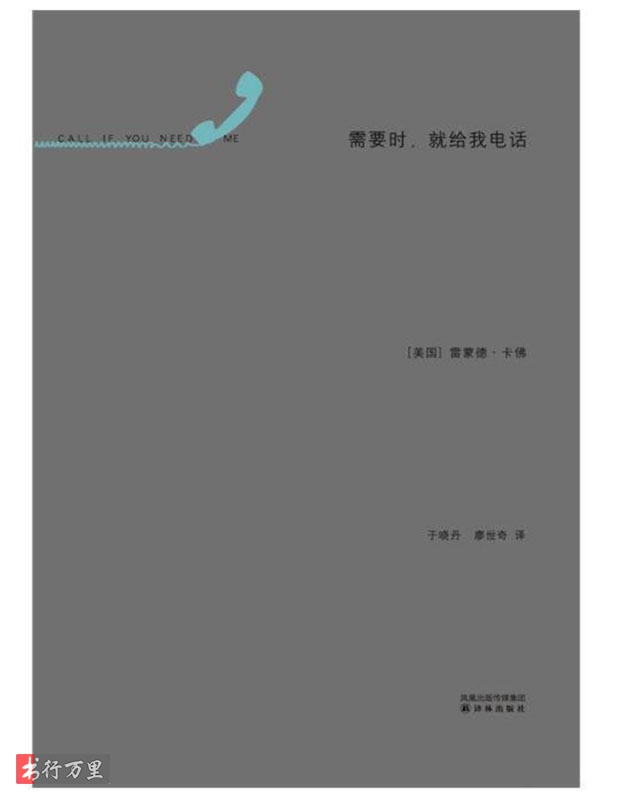 CALL IF YOU NEED ME
需要时，就给我电话
[美国] 雷蒙德·卡佛
于晓丹 廖世奇 译
凤凰出版传媒集团
译林出版社
书行万里